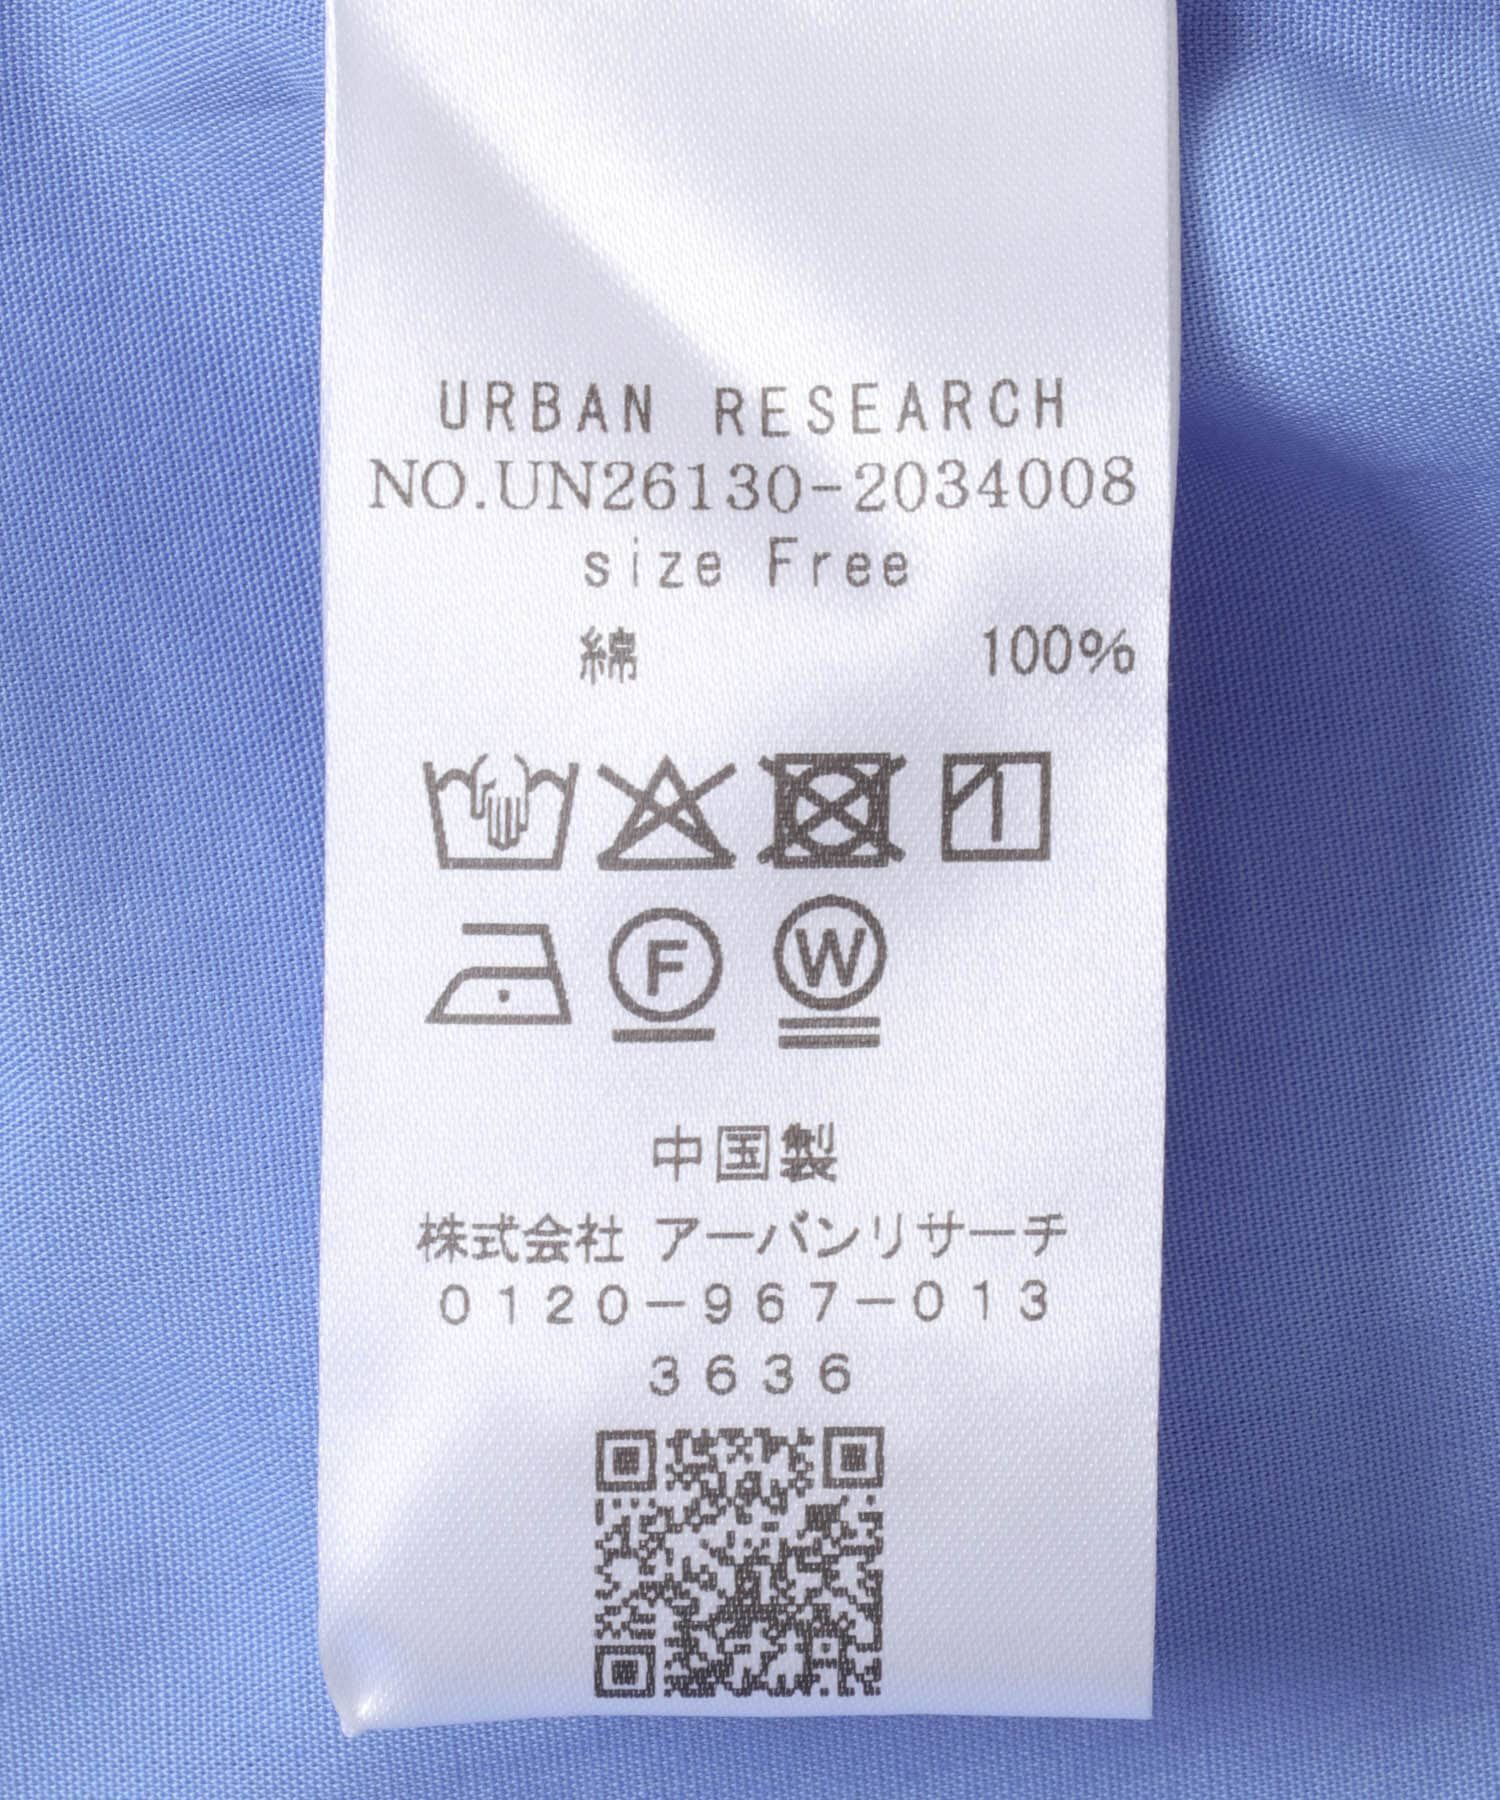 URBAN RESEARCH
NO.UN26130-2034008
size Free
綿 100%
F W
中国製
株式会社 アーバンリサーチ
0120-967-013
3636